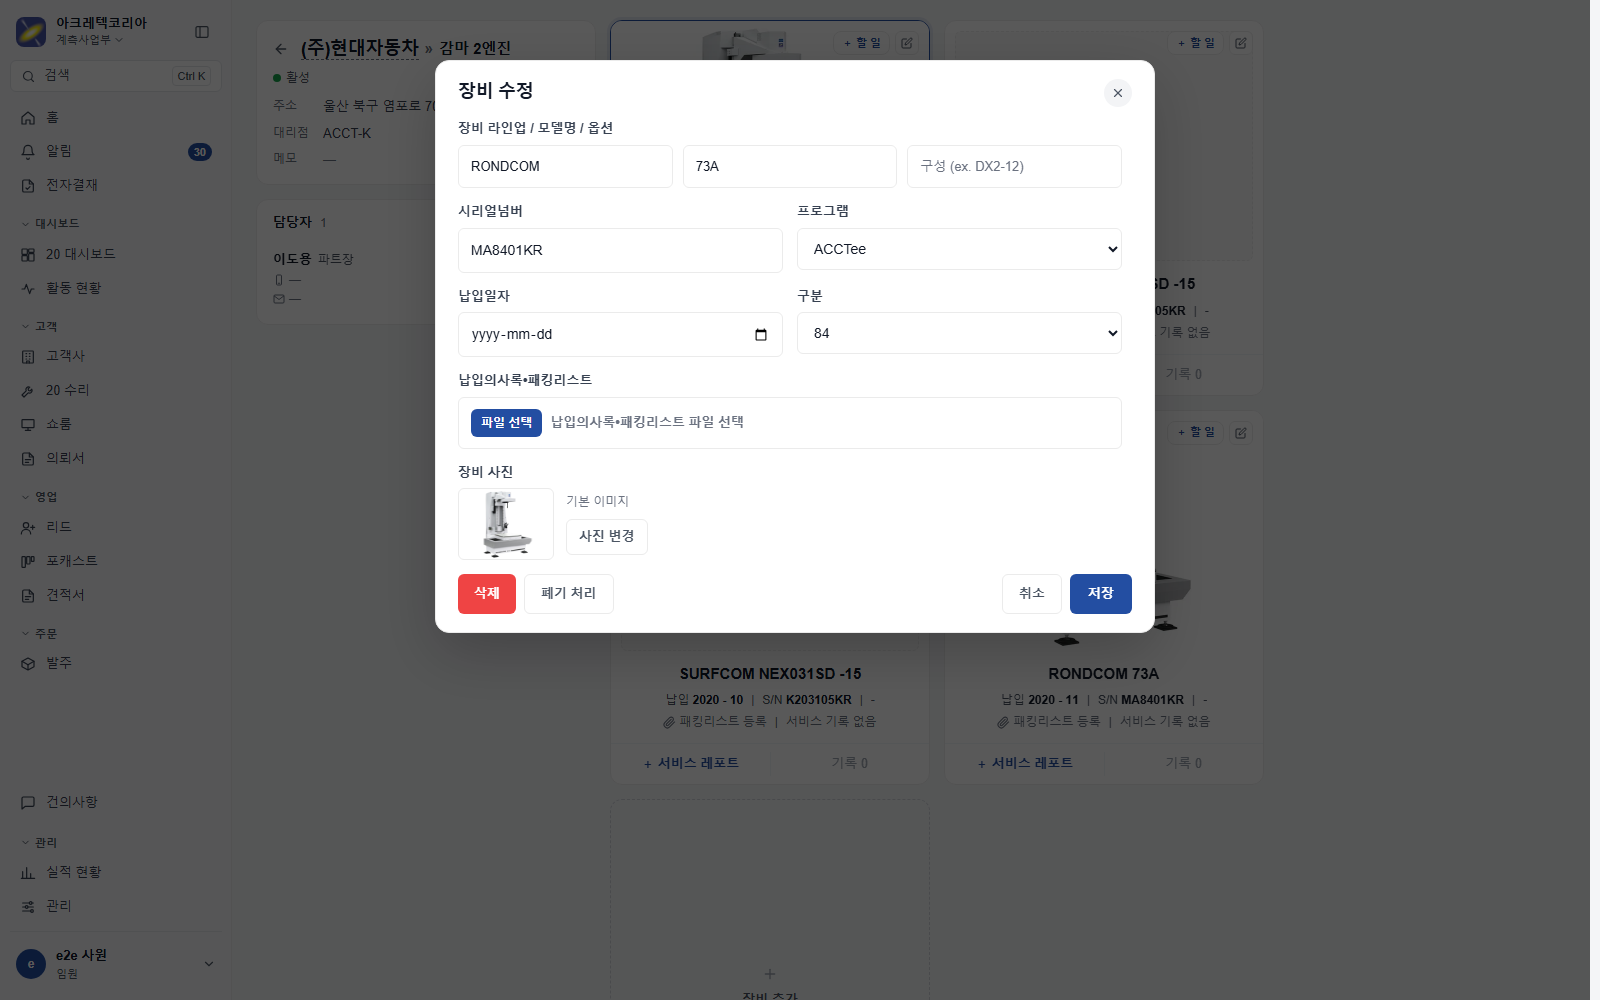 아크레텍코리아
계측사업부
검색
Ctrl K
홈
알림
30
전자결재
대시보드
20 대시보드
활동 현황
고객
고객사
20 수리
쇼룸
의뢰서
영업
리드
포캐스트
견적서
주문
발주
건의사항
관리
실적 현황
관리
e
e2e 사원
임원
(주)현대자동차 » 감마 2엔진
활성
주소 울산 북구 염포로 70
대리점 ACCT-K
메모 —
담당자 1
이도용 파트장
—
—
+ 할 일
+ 할 일
장비 수정
장비 라인업 / 모델명 / 옵션
RONDCOM
73A
구성 (ex. DX2-12)
시리얼넘버
프로그램
MA8401KR
ACCTee
납입일자
구분
yyyy-mm-dd
84
납입의사록•패킹리스트
파일 선택 납입의사록•패킹리스트 파일 선택
장비 사진
기본 이미지
사진 변경
삭제
폐기 처리
취소
저장
SD -15
05KR | -
기록 없음
기록 0
+ 할 일
SURFCOM NEX031SD -15
납입 2020 - 10 | S/N K203105KR | -
패킹리스트 등록 | 서비스 기록 없음
+ 서비스 레포트
기록 0
RONDCOM 73A
납입 2020 - 11 | S/N MA8401KR | -
패킹리스트 등록 | 서비스 기록 없음
+ 서비스 레포트
기록 0
+
장비 추가